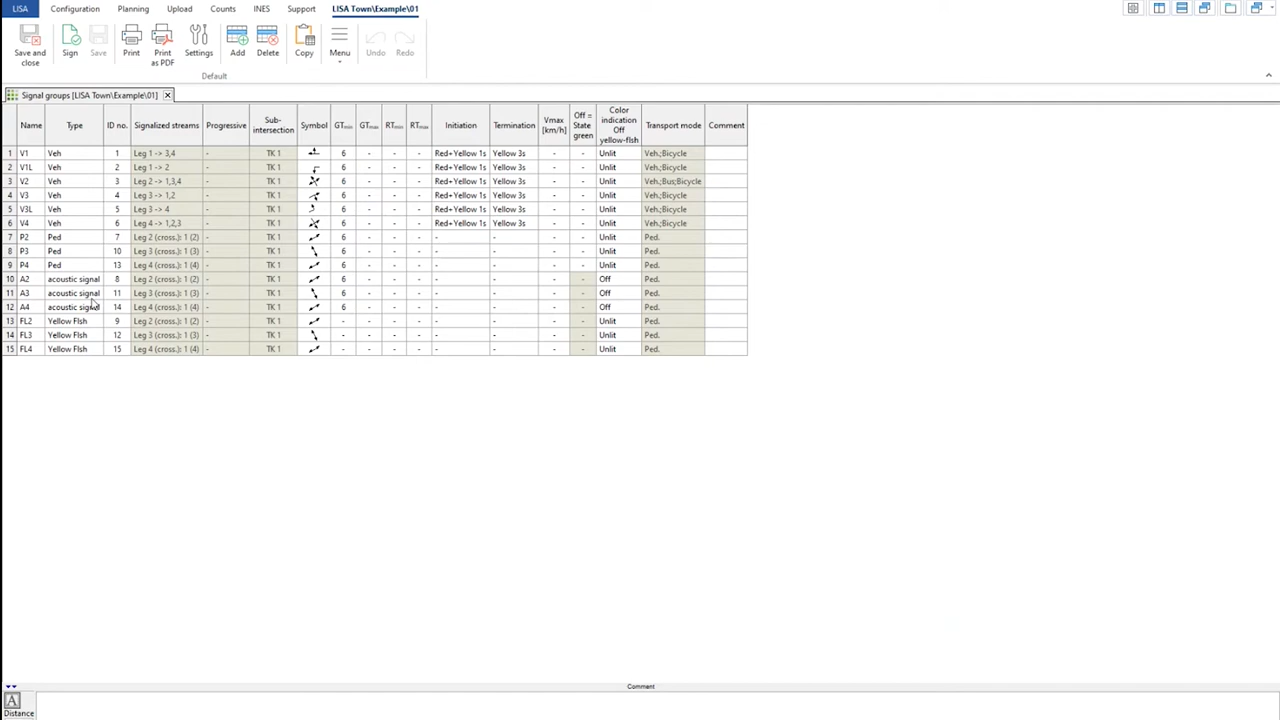 LISA Configuration Planning Upload Counts INES Support LISA Town\Example\01
Save and close Sign Save Print Print as PDF Settings Add Delete Copy Menu Undo Redo
Default
Signal groups [LISA Town\Example\01]
Name Type ID no. Signalized streams Progressive Sub-intersection Symbol GTmin GTmax RTmin RTmax Initiation Termination Vmax [km/h] Off = State green Color indication Off yellow-flsh Transport mode Comment
1 V1 Veh 1 Leg 1 -> 3,4 - TK 1 6 - - - Red+Yellow 1s Yellow 3s - - Unlit Veh.;Bicycle
2 V1L Veh 2 Leg 1 -> 2 - TK 1 6 - - - Red+Yellow 1s Yellow 3s - - Unlit Veh.;Bicycle
3 V2 Veh 3 Leg 2 -> 1,3,4 - TK 1 6 - - - Red+Yellow 1s Yellow 3s - - Unlit Veh.;Bus;Bicycle
4 V3 Veh 4 Leg 3 -> 1,2 - TK 1 6 - - - Red+Yellow 1s Yellow 3s - - Unlit Veh.;Bicycle
5 V3L Veh 5 Leg 3 -> 4 - TK 1 6 - - - Red+Yellow 1s Yellow 3s - - Unlit Veh.;Bicycle
6 V4 Veh 6 Leg 4 -> 1,2,3 - TK 1 6 - - - Red+Yellow 1s Yellow 3s - - Unlit Veh.;Bicycle
7 P2 Ped 7 Leg 2 (cross.): 1 (2) - TK 1 6 - - - - - - - Unlit Ped.
8 P3 Ped 10 Leg 3 (cross.): 1 (3) - TK 1 6 - - - - - - - Unlit Ped.
9 P4 Ped 13 Leg 4 (cross.): 1 (4) - TK 1 6 - - - - - - - Unlit Ped.
10 A2 acoustic signal 8 Leg 2 (cross.): 1 (2) - TK 1 6 - - - - - - - Off Ped.
11 A3 acoustic signal 11 Leg 3 (cross.): 1 (3) - TK 1 6 - - - - - - - Off Ped.
12 A4 acoustic signal 14 Leg 4 (cross.): 1 (4) - TK 1 6 - - - - - - - Off Ped.
13 FL2 Yellow Flsh 9 Leg 2 (cross.): 1 (2) - TK 1 - - - - - - - - Unlit Ped.
14 FL3 Yellow Flsh 12 Leg 3 (cross.): 1 (3) - TK 1 - - - - - - - - Unlit Ped.
15 FL4 Yellow Flsh 15 Leg 4 (cross.): 1 (4) - TK 1 - - - - - - - - Unlit Ped.
Comment
A
Distance